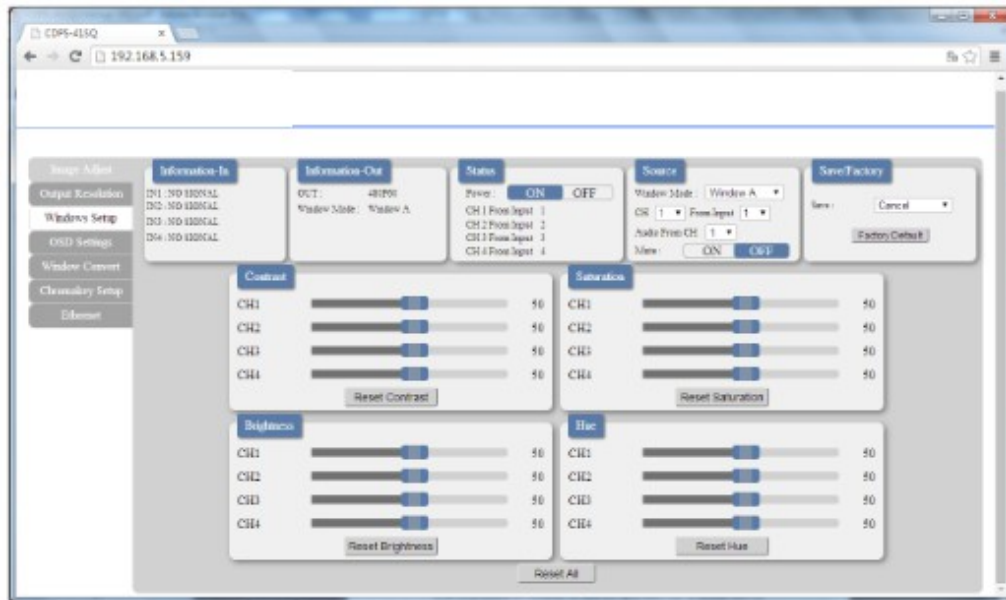 CDPS-41SQ
192.168.5.159
Image Adjust
Output Resolution
Windows Setup
OSD Settings
Window Convert
Chromakey Setup
Ethernet
Information-In
IN1 : NO SIGNAL
IN2 : NO SIGNAL
IN3 : NO SIGNAL
IN4 : NO SIGNAL
Information-Out
OUT : 480P60
Window Mode : Window A
Status
Power : ON OFF
CH 1 From Input 1
CH 2 From Input 2
CH 3 From Input 3
CH 4 From Input 4
Source
Window Mode : Window A
CH 1 From Input 1
Audio From CH 1
Mute : ON OFF
Save/Factory
Save : Cancel
Factory Default
Contrast
CH1 50
CH2 50
CH3 50
CH4 50
Reset Contrast
Saturation
CH1 50
CH2 50
CH3 50
CH4 50
Reset Saturation
Brightness
CH1 50
CH2 50
CH3 50
CH4 50
Reset Brightness
Hue
CH1 50
CH2 50
CH3 50
CH4 50
Reset Hue
Reset All